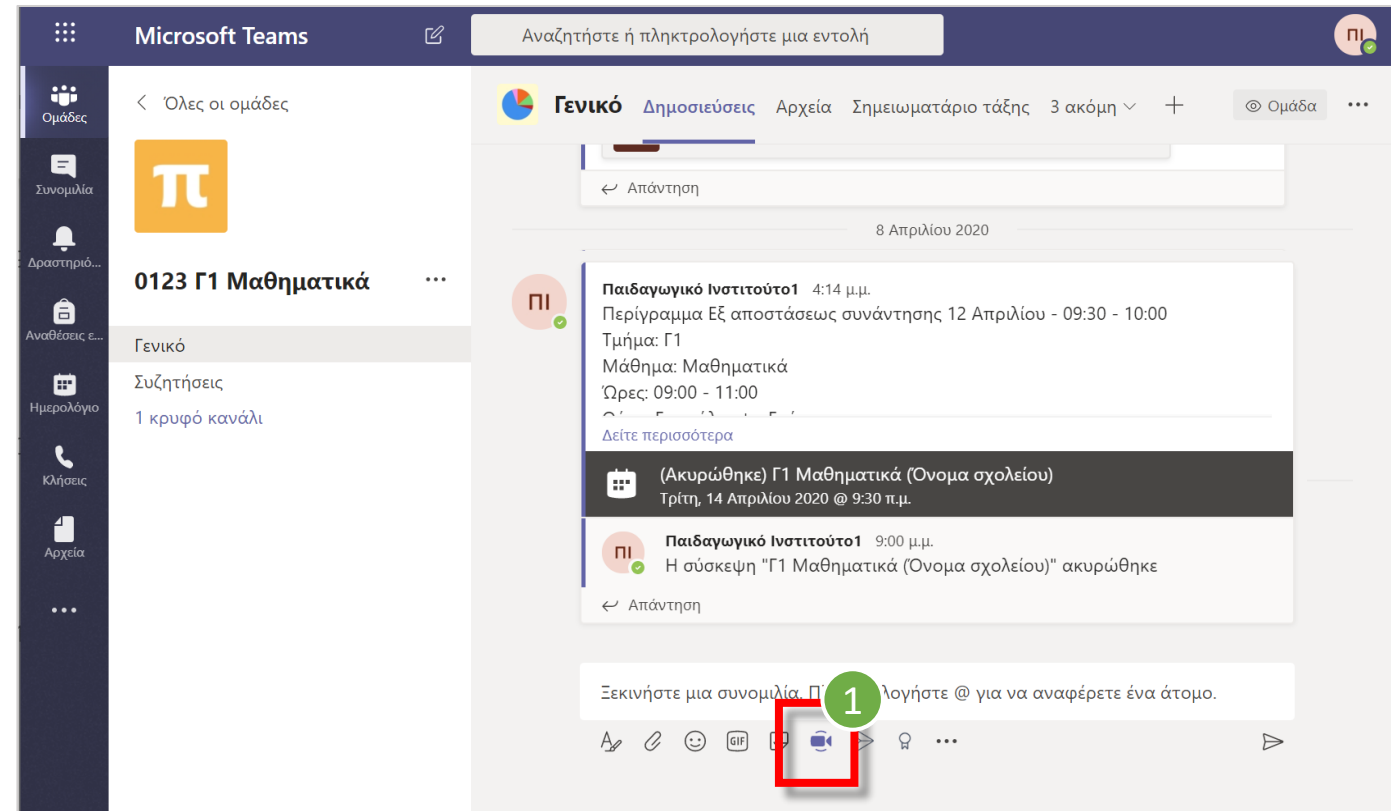 Microsoft Teams
Αναζητήστε ή πληκτρολογήστε μια εντολή
ΠΙ
Ομάδες
Συνομιλία
Δραστηριό...
Αναθέσεις ε...
Ημερολόγιο
Κλήσεις
Αρχεία
Όλες οι ομάδες
π
0123 Γ1 Μαθηματικά
Γενικό
Συζητήσεις
1 κρυφό κανάλι
Γενικό Δημοσιεύσεις Αρχεία Σημειωματάριο τάξης 3 ακόμη
Ομάδα
Απάντηση
8 Απριλίου 2020
ΠΙ
Παιδαγωγικό Ινστιτούτο1 4:14 μ.μ.
Περίγραμμα Εξ αποστάσεως συνάντησης 12 Απριλίου - 09:30 - 10:00
Τμήμα: Γ1
Μάθημα: Μαθηματικά
Ώρες: 09:00 - 11:00
Δείτε περισσότερα
(Ακυρώθηκε) Γ1 Μαθηματικά (Όνομα σχολείου)
Τρίτη, 14 Απριλίου 2020 @ 9:30 π.μ.
ΠΙ
Παιδαγωγικό Ινστιτούτο1 9:00 μ.μ.
Η σύσκεψη "Γ1 Μαθηματικά (Όνομα σχολείου)" ακυρώθηκε
Απάντηση
Ξεκινήστε μια συνομιλία. @ για να αναφέρετε ένα άτομο.
1
GIF